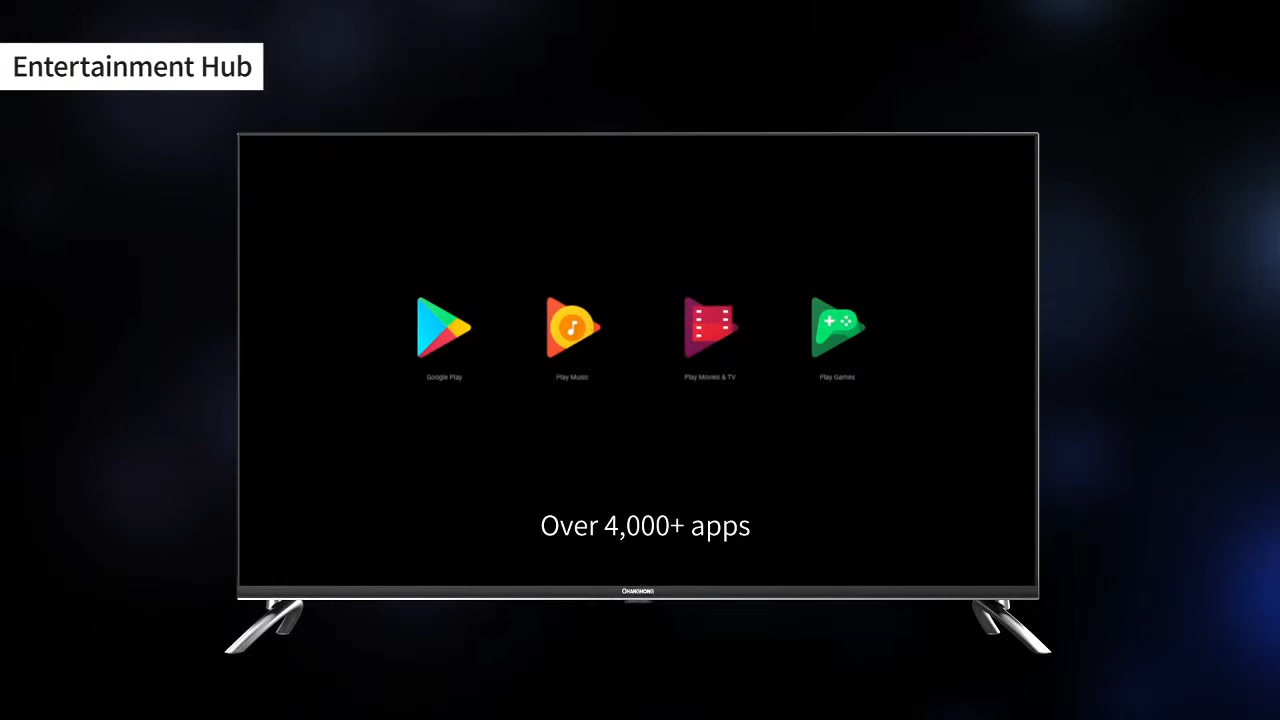 Entertainment Hub
Google Play
Play Music
Play Movies & TV
Play Games
Over 4,000+ apps
CHANGHONG